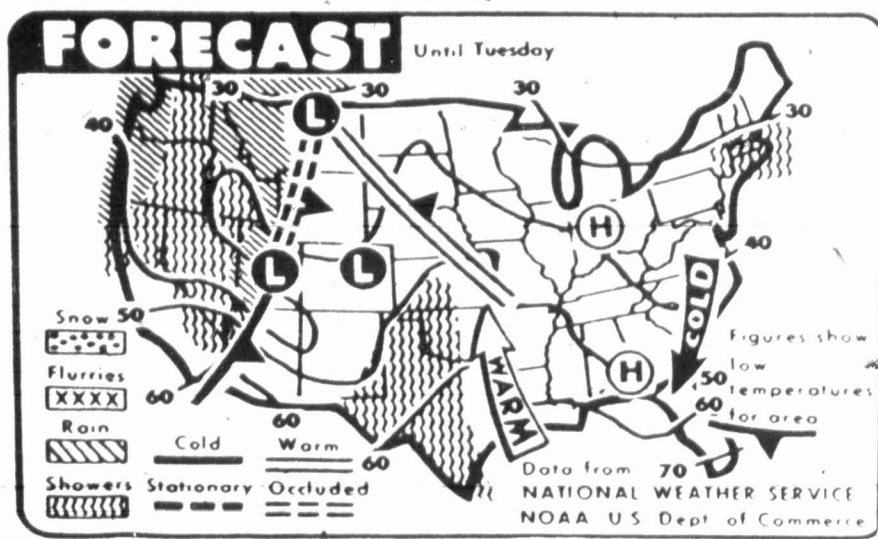 FORECAST
Until Tuesday
30
30
30
30
40
L
H
40
L
L
COLD
Snow
50
Figures show
low
temperatures
for area
Flurries
XXXX
60
H
50
60
WARM
Rain
Cold
60
Warm
60
Showers
Stationary
Occluded
Data from
70
NATIONAL WEATHER SERVICE
NOAA U S Dept of Commerce